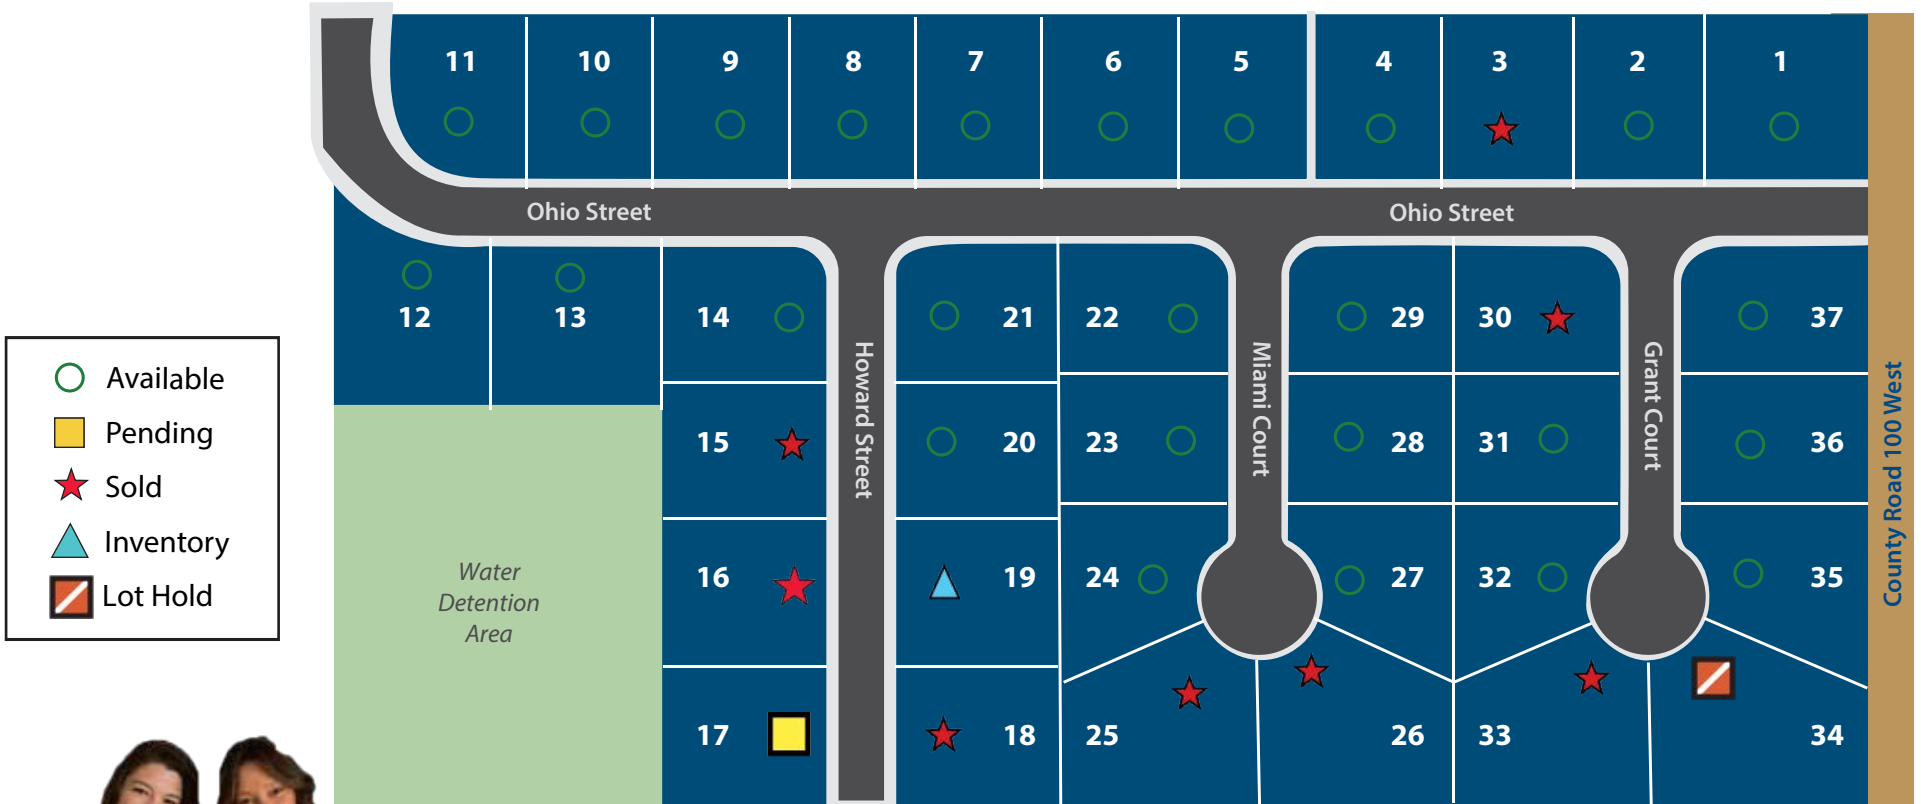 11 10 9 8 7 6 5 4 3 2 1
Ohio Street Ohio Street
12 13 14 21 22 29 30 37
Howard Street
Miami Court
Grant Court
County Road 100 West
Available
Pending
Sold
Inventory
Lot Hold
15 20 23 28 31 36
Water
Detention
Area
16 19 24 27 32 35
17 18 25 26 33 34